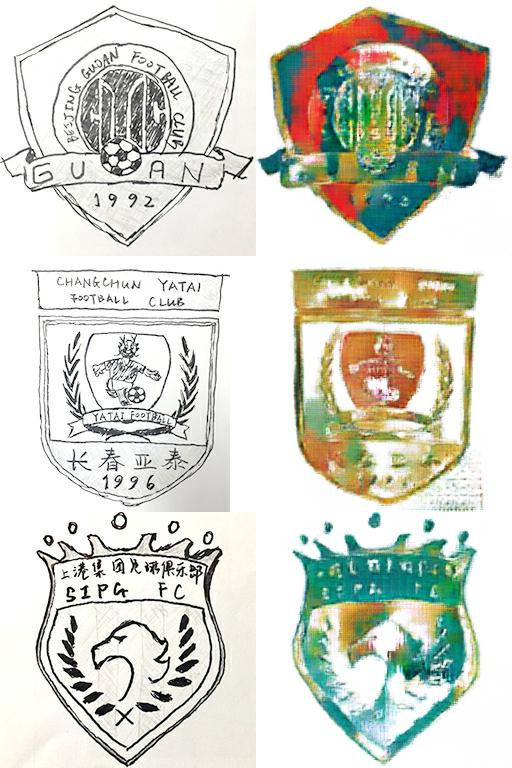 BEIJING GUOAN FOOTBALL CLUB
GU AN
1992
CHANGCHUN YATAI
FOOTBALL CLUB
YATAI FOOTBALL
长春亚泰
1996
上港集团足球俱乐部
SIPG FC